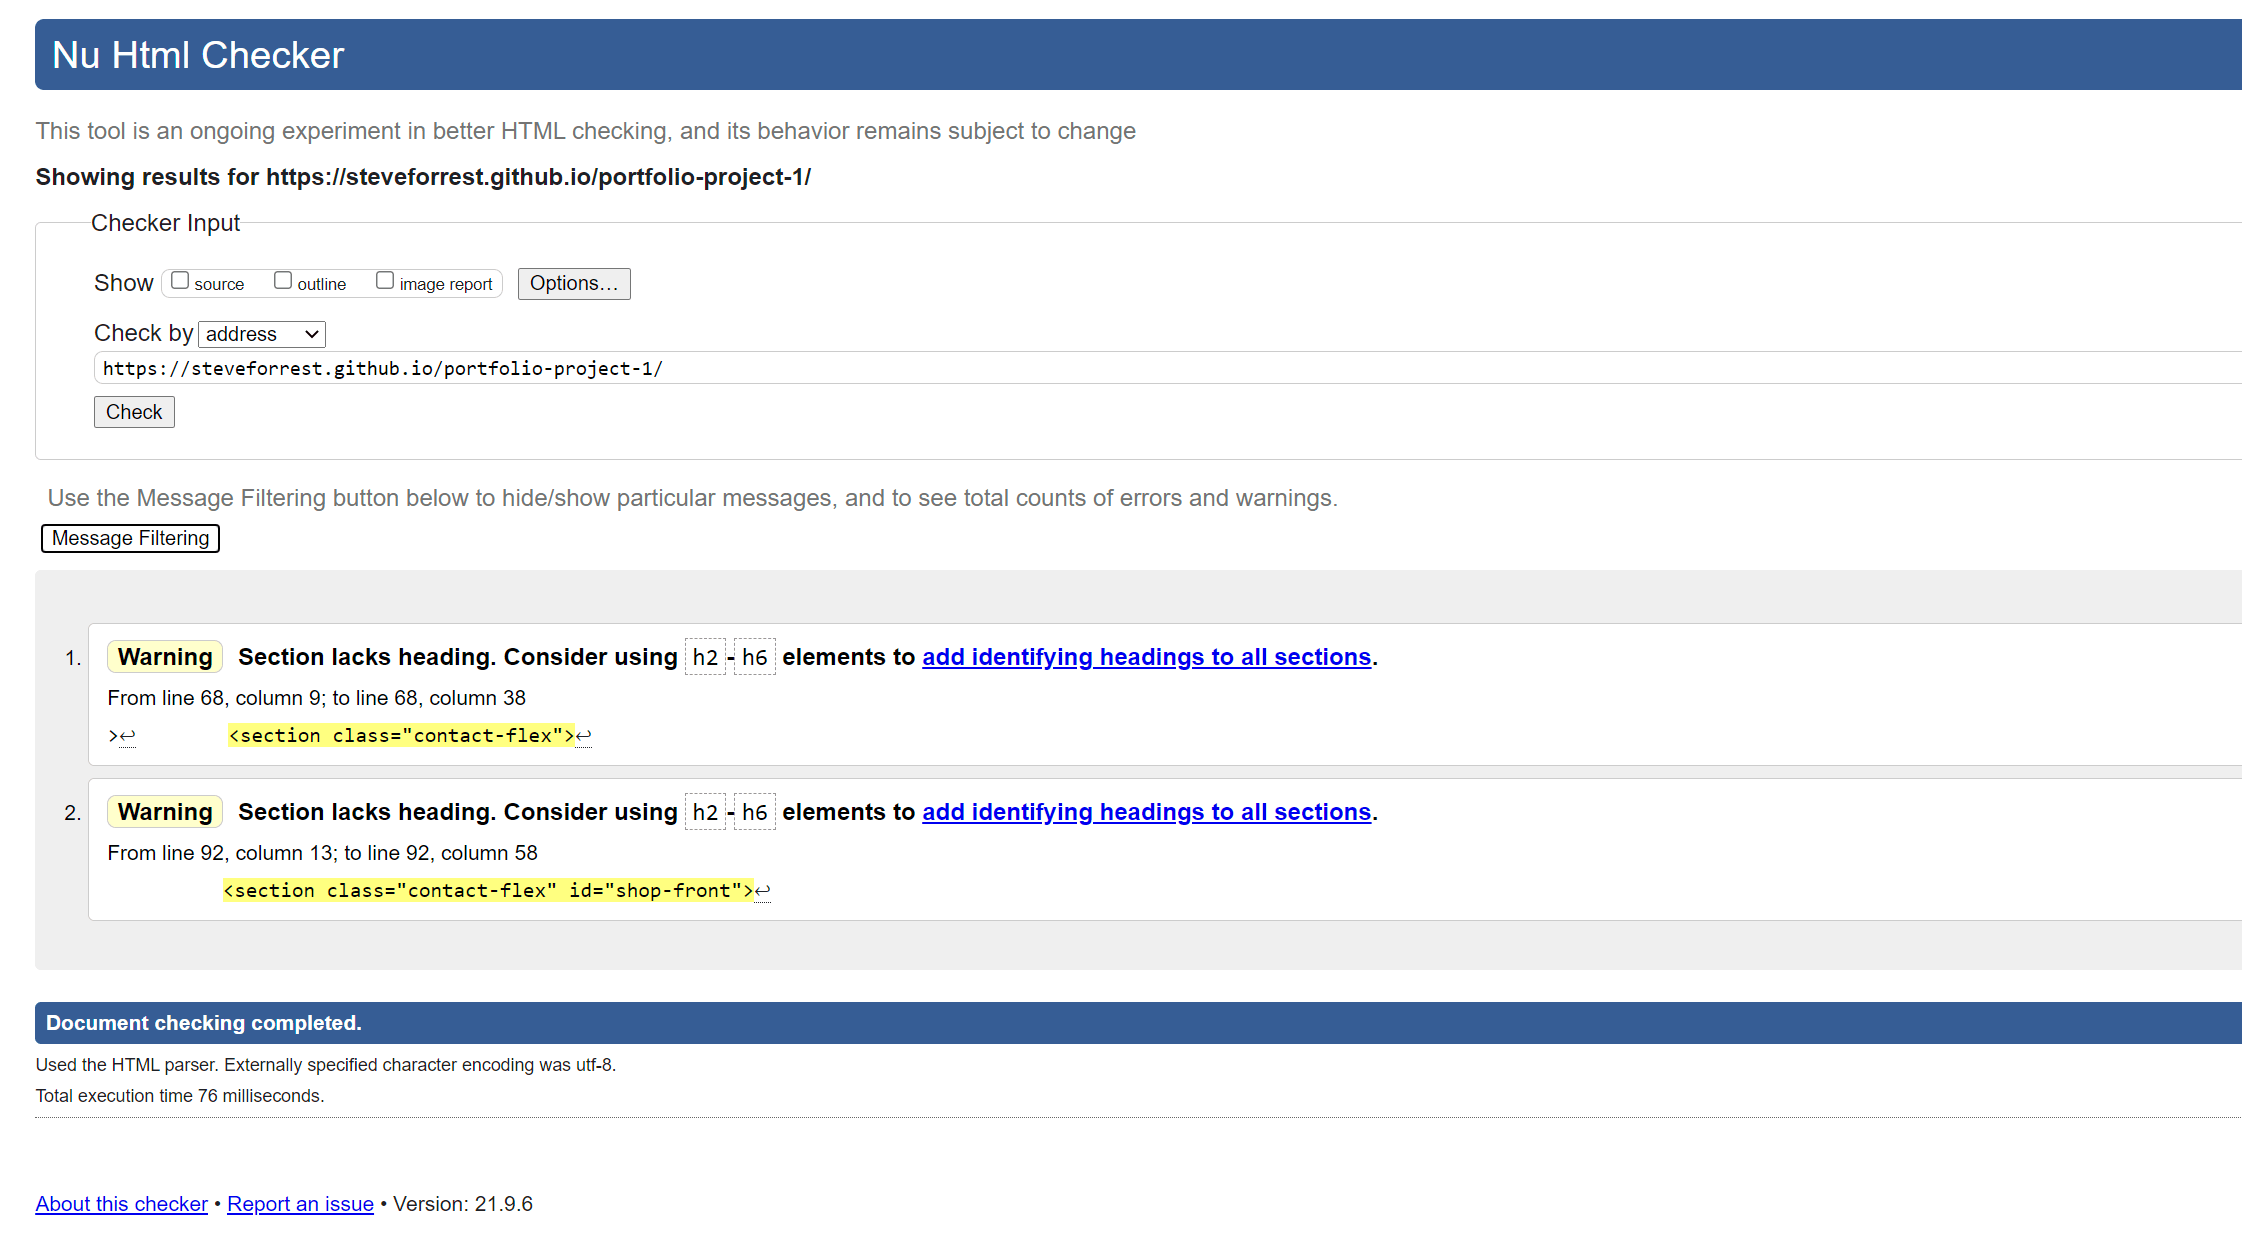 Nu Html Checker
This tool is an ongoing experiment in better HTML checking, and its behavior remains subject to change
Showing results for https://steveforrest.github.io/portfolio-project-1/
Checker Input
Show source outline image report Options...
Check by address
https://steveforrest.github.io/portfolio-project-1/
Check
Use the Message Filtering button below to hide/show particular messages, and to see total counts of errors and warnings.
Message Filtering
1. Warning Section lacks heading. Consider using h2-h6 elements to add identifying headings to all sections.
From line 68, column 9; to line 68, column 38
>↩ <section class="contact-flex">↩
2. Warning Section lacks heading. Consider using h2-h6 elements to add identifying headings to all sections.
From line 92, column 13; to line 92, column 58
<section class="contact-flex" id="shop-front">↩
Document checking completed.
Used the HTML parser. Externally specified character encoding was utf-8.
Total execution time 76 milliseconds.
About this checker • Report an issue • Version: 21.9.6